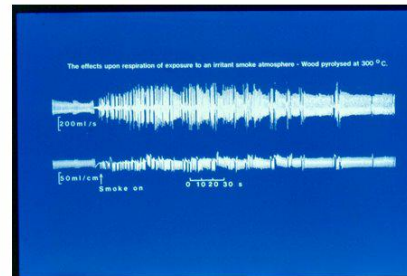 The effects upon respiration of exposure to an irritant smoke atmosphere - Wood pyrolysed at 300 °C.
200ml/s
50ml/cm
Smoke on
0 10 20 30 s